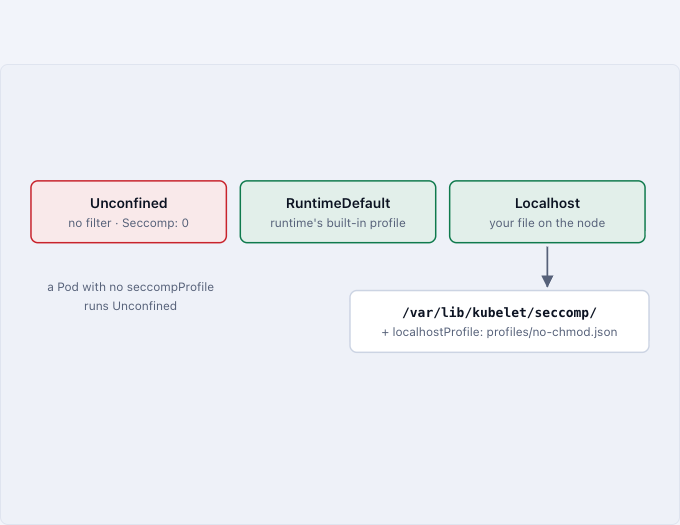 Unconfined
no filter · Seccomp: 0
RuntimeDefault
runtime's built-in profile
Localhost
your file on the node
a Pod with no seccompProfile
runs Unconfined
/var/lib/kubelet/seccomp/
+ localhostProfile: profiles/no-chmod.json